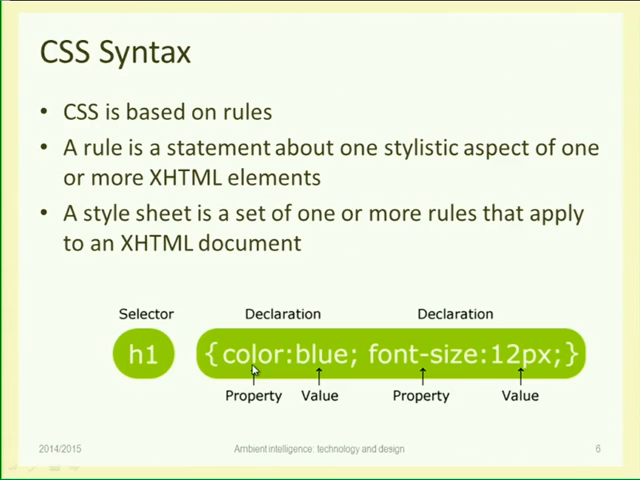 CSS Syntax
• CSS is based on rules
• A rule is a statement about one stylistic aspect of one
or more XHTML elements
• A style sheet is a set of one or more rules that apply
to an XHTML document
Selector Declaration Declaration
h1 {color:blue; font-size:12px;}
Property Value Property Value
2014/2015 Ambient intelligence: technology and design 6